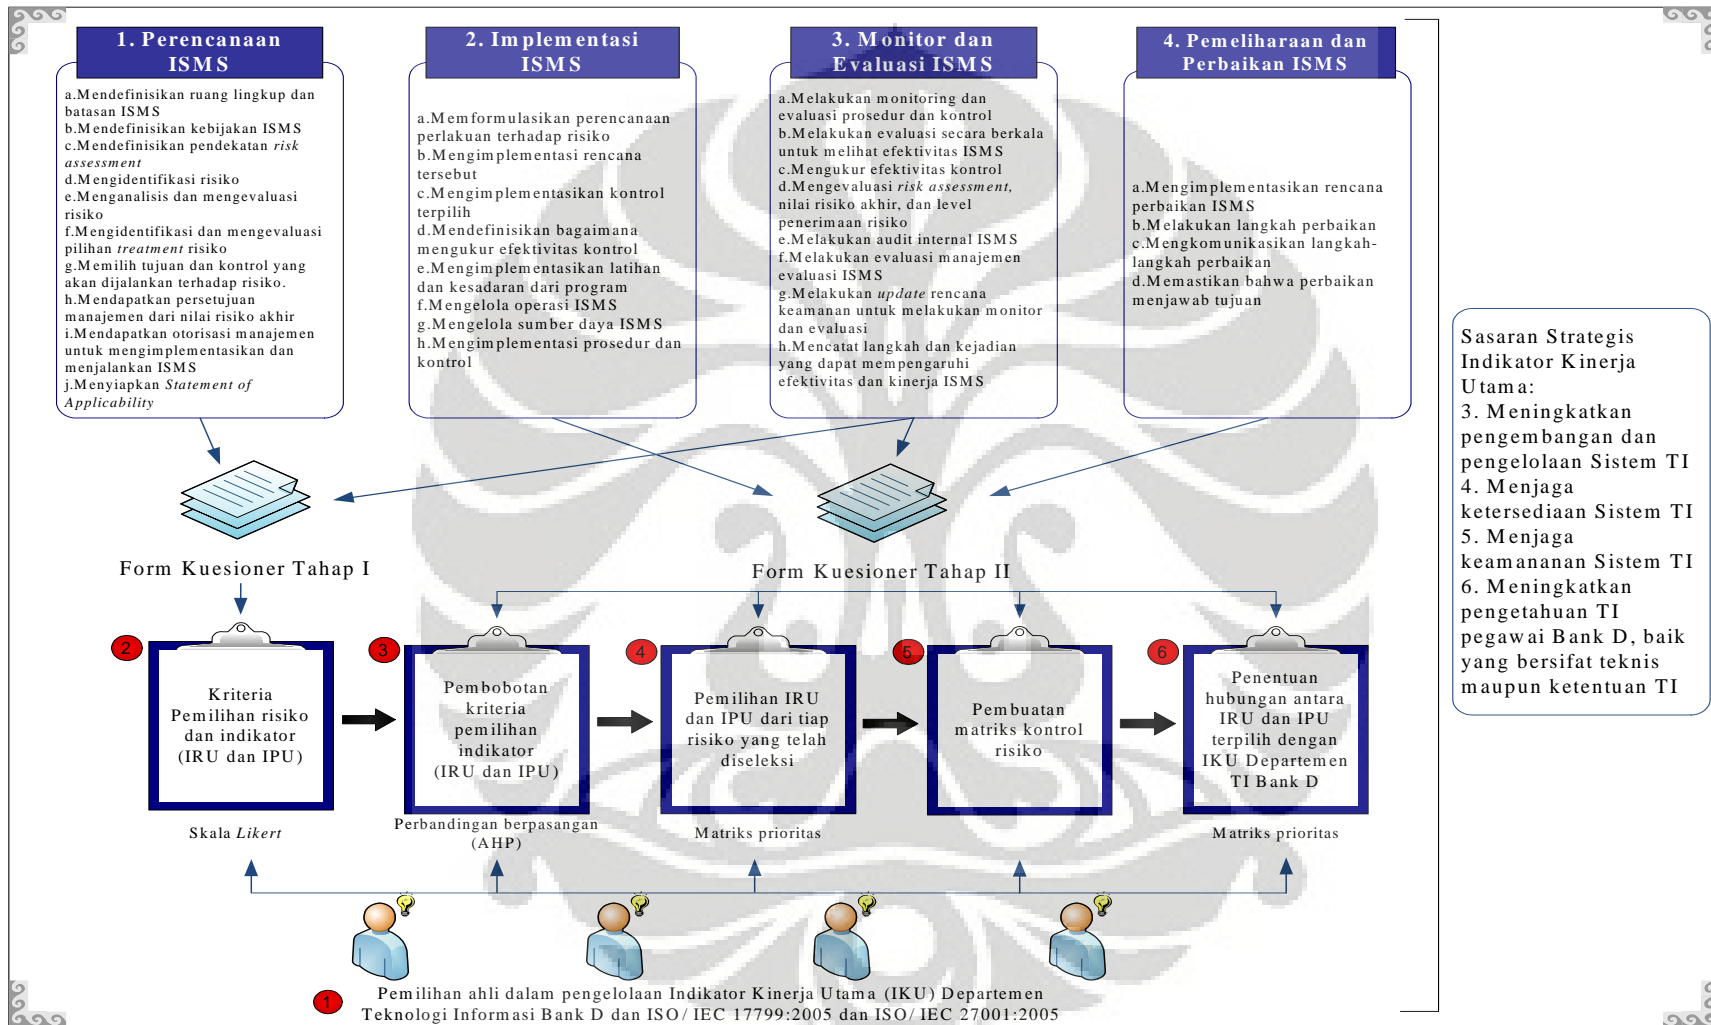 1. Perencanaan
ISMS
a.Mendefinisikan ruang lingkup dan
batasan ISMS
b.Mendefinisikan kebijakan ISMS
c.Mendefinisikan pendekatan risk
assessment
d.Mengidentifikasi risiko
e.Menganalisis dan mengevaluasi
risiko
f.Mengidentifikasi dan mengevaluasi
pilihan treatment risiko
g.Memilih tujuan dan kontrol yang
akan dijalankan terhadap risiko.
h.Mendapatkan persetujuan
manajemen dari nilai risiko akhir
i.Mendapatkan otorisasi manajemen
untuk mengimplementasikan dan
menjalankan ISMS
j.Menyiapkan Statement of
Applicability
2. Implementasi
ISMS
a.Memformulasikan perencanaan
perlakuan terhadap risiko
b.Mengimplementasi rencana
tersebut
c.Mengimplementasikan kontrol
terpilih
d.Mendefinisikan bagaimana
mengukur efektivitas kontrol
e.Mengimplementasikan latihan
dan kesadaran dari program
f.Mengelola operasi ISMS
g.Mengelola sumber daya ISMS
h.Mengimplementasi prosedur dan
kontrol
3. Monitor dan
Evaluasi ISMS
a.Melakukan monitoring dan
evaluasi prosedur dan kontrol
b.Melakukan evaluasi secara berkala
untuk melihat efektivitas ISMS
c.Mengukur efektivitas kontrol
d.Mengevaluasi risk assessment,
nilai risiko akhir, dan level
penerimaan risiko
e.Melakukan audit internal ISMS
f.Melakukan evaluasi manajemen
evaluasi ISMS
g.Melakukan update rencana
keamanan untuk melakukan monitor
dan evaluasi
h.Mencatat langkah dan kejadian
yang dapat mempengaruhi
efektivitas dan kinerja ISMS
4. Pemeliharaan dan
Perbaikan ISMS
a.Mengimplementasikan rencana
perbaikan ISMS
b.Melakukan langkah perbaikan
c.Mengkomunikasikan langkah-
langkah perbaikan
d.Memastikan bahwa perbaikan
menjawab tujuan
Sasaran Strategis
Indikator Kinerja
Utama:
3. Meningkatkan
pengembangan dan
pengelolaan Sistem TI
4. Menjaga
ketersediaan Sistem TI
5. Menjaga
keamananan Sistem TI
6. Meningkatkan
pengetahuan TI
pegawai Bank D, baik
yang bersifat teknis
maupun ketentuan TI
Form Kuesioner Tahap I
Form Kuesioner Tahap II
2
Kriteria
Pemilihan risiko
dan indikator
(IRU dan IPU)
Skala Likert
3
Pembobotan
kriteria
pemilihan
indikator
(IRU dan IPU)
Perbandingan berpasangan
(AHP)
4
Pemilihan IRU
dan IPU dari tiap
risiko yang telah
diseleksi
Matriks prioritas
5
Pembuatan
matriks kontrol
risiko
6
Penentuan
hubungan antara
IRU dan IPU
terpilih dengan
IKU Departemen
TI Bank D
Matriks prioritas
1
Pemilihan ahli dalam pengelolaan Indikator Kinerja Utama (IKU) Departemen
Teknologi Informasi Bank D dan ISO/ IEC 17799:2005 dan ISO/ IEC 27001:2005